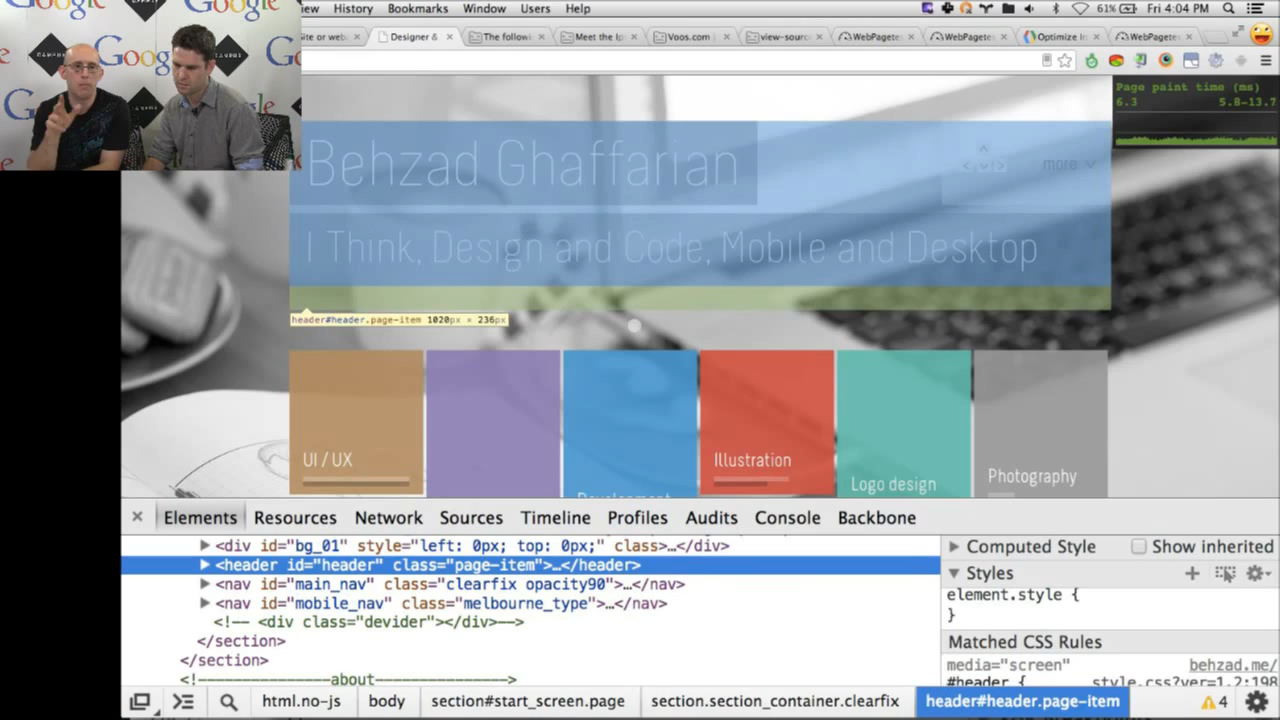 Google
iew History Bookmarks Window Users Help
61% Fri 4:04 PM
site or web
Designer &
The followi
Meet the Ip
Voos.com
view-sourc
WebPagete
WebPagete
Optimize In
WebPagete
Page paint time (ms)
6.3 5.8-13.7
Behzad Ghaffarian
more
I Think, Design and Code, Mobile and Desktop
header#header.page-item 1020px × 236px
UI / UX
Development
Illustration
Logo design
Photography
× Elements Resources Network Sources Timeline Profiles Audits Console Backbone
<div id="bg_01" style="left: 0px; top: 0px;" class>…</div>
<header id="header" class="page-item">…</header>
<nav id="main_nav" class="clearfix opacity90">…</nav>
<nav id="mobile_nav" class="melbourne_type">…</nav>
<!-- <div class="devider"></div>-->
</section>
</section>
<!——————————about——————————>
Computed Style Show inherited
Styles
element.style {
}
Matched CSS Rules
media="screen" behzad.me/
#header { style.css?ver=1.2:198
html.no-js body section#start_screen.page section.section_container.clearfix header#header.page-item 4